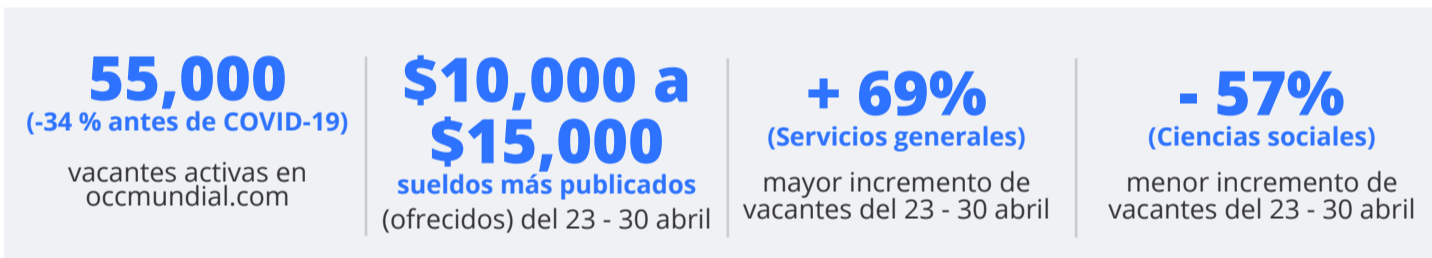 55,000
(-34 % antes de COVID-19)
vacantes activas en
occmundial.com
$10,000 a
$15,000
sueldos más publicados
(ofrecidos) del 23 - 30 abril
+ 69%
(Servicios generales)
mayor incremento de
vacantes del 23 - 30 abril
- 57%
(Ciencias sociales)
menor incremento de
vacantes del 23 - 30 abril